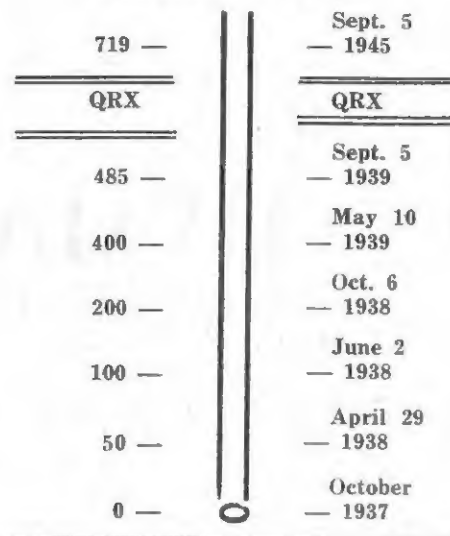 Sept. 5
719 — — 1945
QRX QRX
Sept. 5
485 — — 1939
May 10
400 — — 1939
Oct. 6
200 — — 1938
June 2
100 — — 1938
April 29
50 — — 1938
October
0 — — 1937